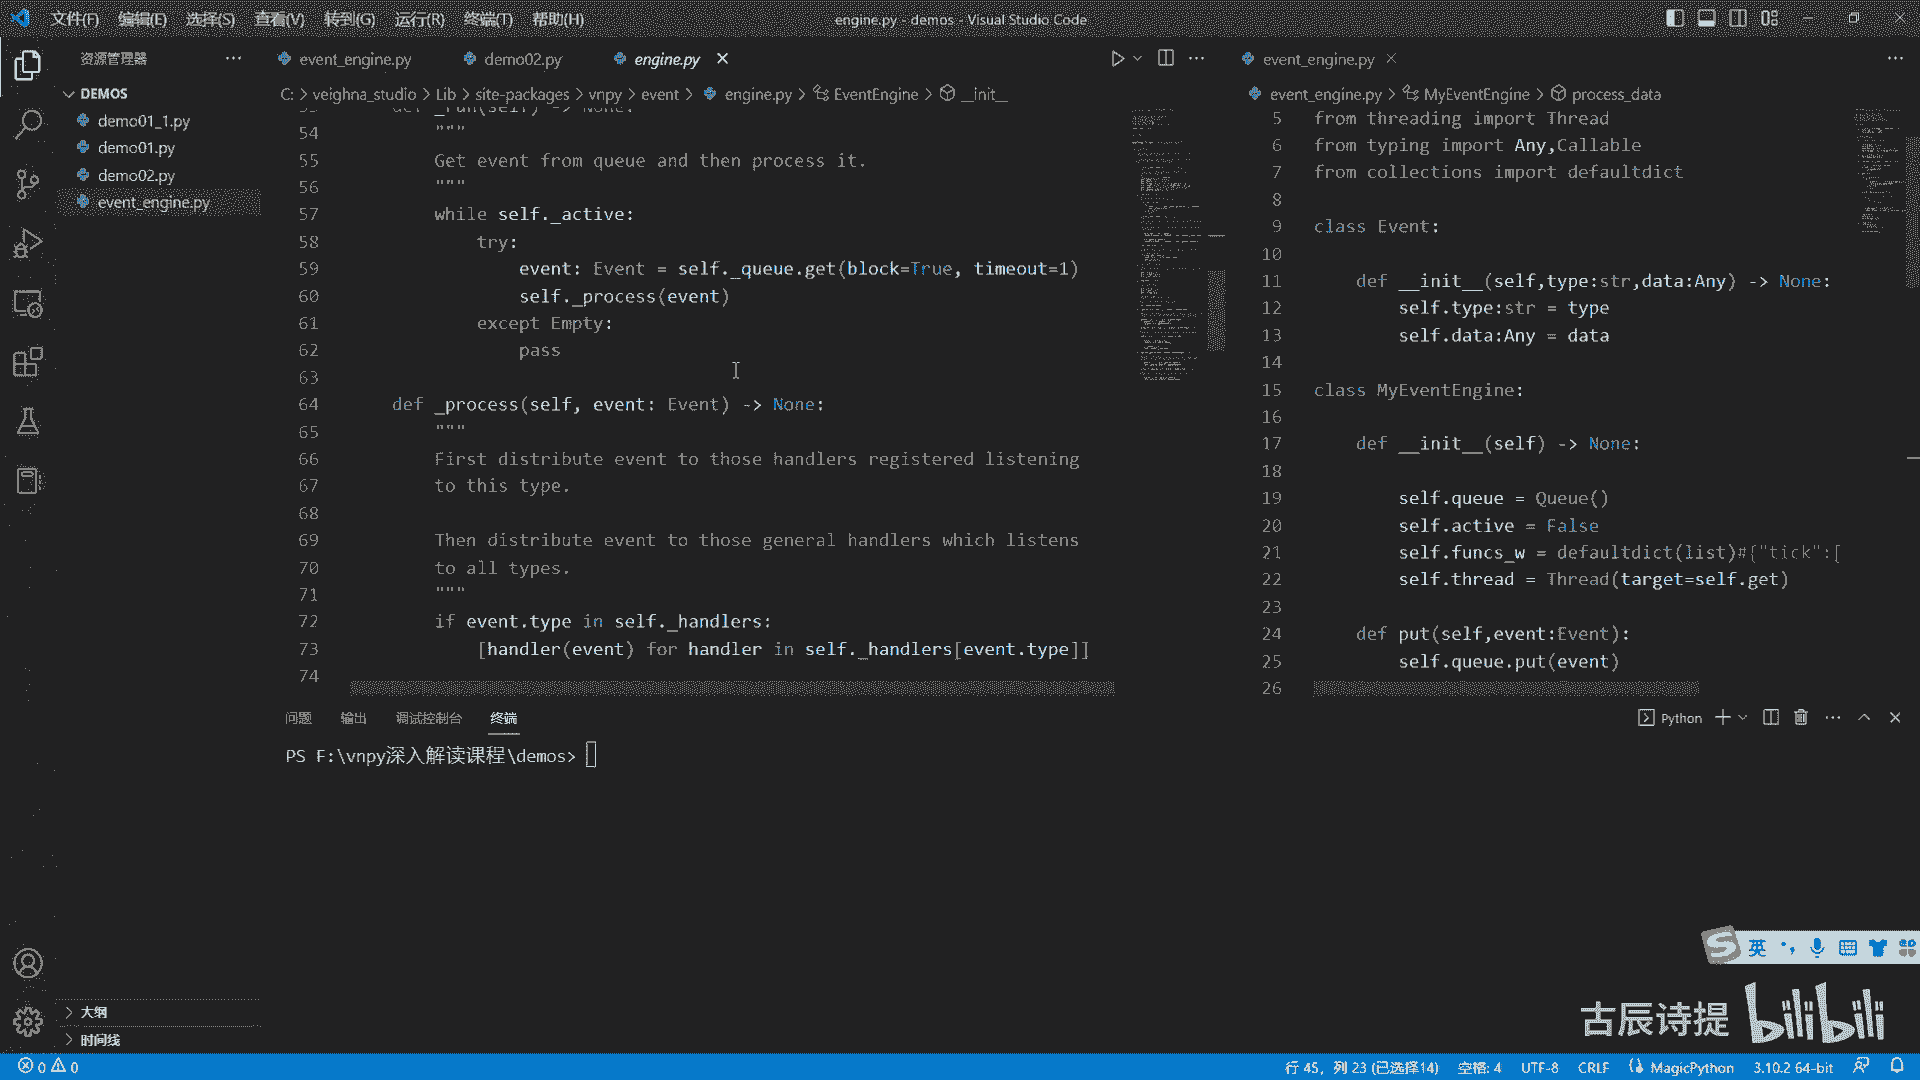 文件(F) 编辑(E) 选择(S) 查看(V) 转到(G) 运行(R) 终端(T) 帮助(H)
engine.py - demos - Visual Studio Code
资源管理器
DEMOS
demo01_1.py
demo01.py
demo02.py
event_engine.py
大纲
时间线
event_engine.py demo02.py engine.py
C: > veighna_studio > Lib > site-packages > vnpy > event > engine.py > EventEngine > __init__
54 """
55 Get event from queue and then process it.
56 """
57 while self._active:
58 try:
59 event: Event = self._queue.get(block=True, timeout=1)
60 self._process(event)
61 except Empty:
62 pass
63
64 def _process(self, event: Event) -> None:
65 """
66 First distribute event to those handlers registered listening
67 to this type.
68
69 Then distribute event to those general handlers which listens
70 to all types.
71 """
72 if event.type in self._handlers:
73 [handler(event) for handler in self._handlers[event.type]]
74
event_engine.py
event_engine.py > MyEventEngine > process_data
5 from threading import Thread
6 from typing import Any,Callable
7 from collections import defaultdict
8
9 class Event:
10
11 def __init__(self,type:str,data:Any) -> None:
12 self.type:str = type
13 self.data:Any = data
14
15 class MyEventEngine:
16
17 def __init__(self) -> None:
18
19 self.queue = Queue()
20 self.active = False
21 self.funcs_w = defaultdict(list)#{"tick":[
22 self.thread = Thread(target=self.get)
23
24 def put(self,event:Event):
25 self.queue.put(event)
26
问题 输出 调试控制台 终端
Python
PS F:\vnpy深入解读课程\demos>
英
古辰诗提 bilibili
0 0
行 45, 列 23 (已选择14) 空格: 4 UTF-8 CRLF MagicPython 3.10.2 64-bit